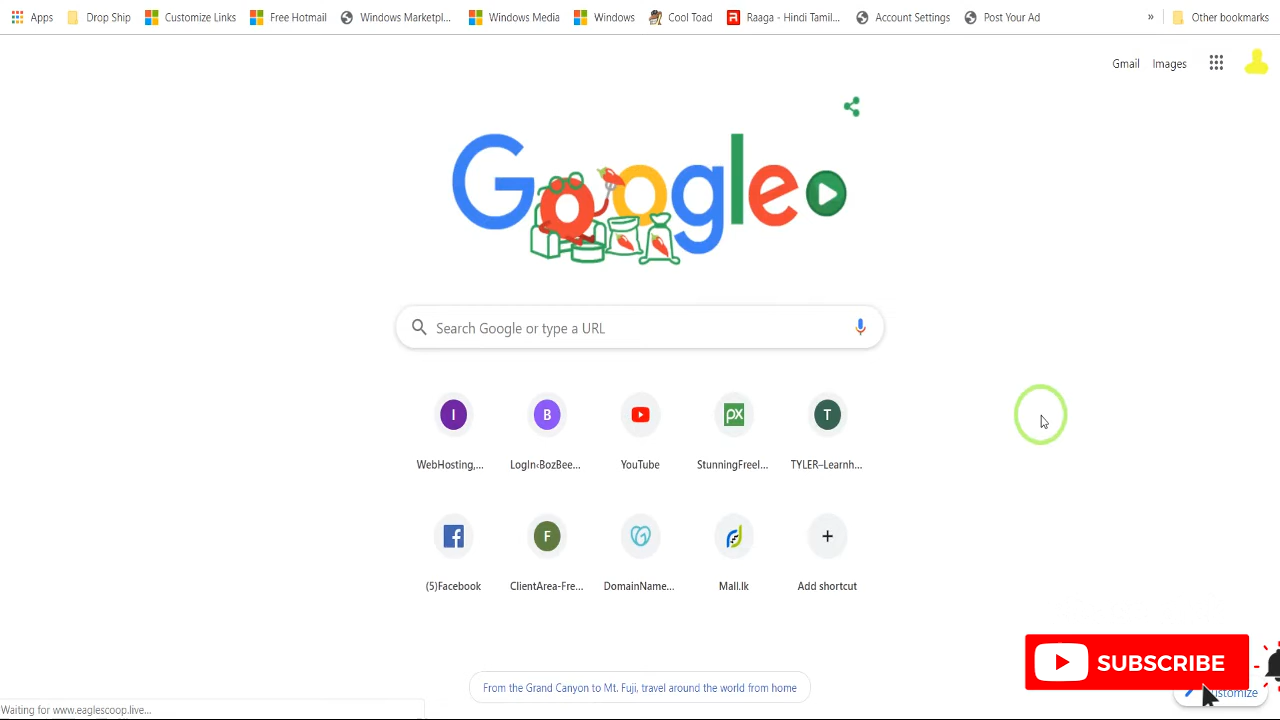 Apps Drop Ship Customize Links Free Hotmail Windows Marketpl... Windows Media Windows Cool Toad Raaga - Hindi Tamil... Account Settings Post Your Ad » Other bookmarks
Gmail Images
Google
Search Google or type a URL
I B PX T
WebHosting,... LogIn‹BozBee... YouTube StunningFreeI... TYLER–Learnh...
F
(5)Facebook ClientArea-Fre... DomainName... Mall.lk Add shortcut
SUBSCRIBE
From the Grand Canyon to Mt. Fuji, travel around the world from home
Waiting for www.eaglescoop.live...